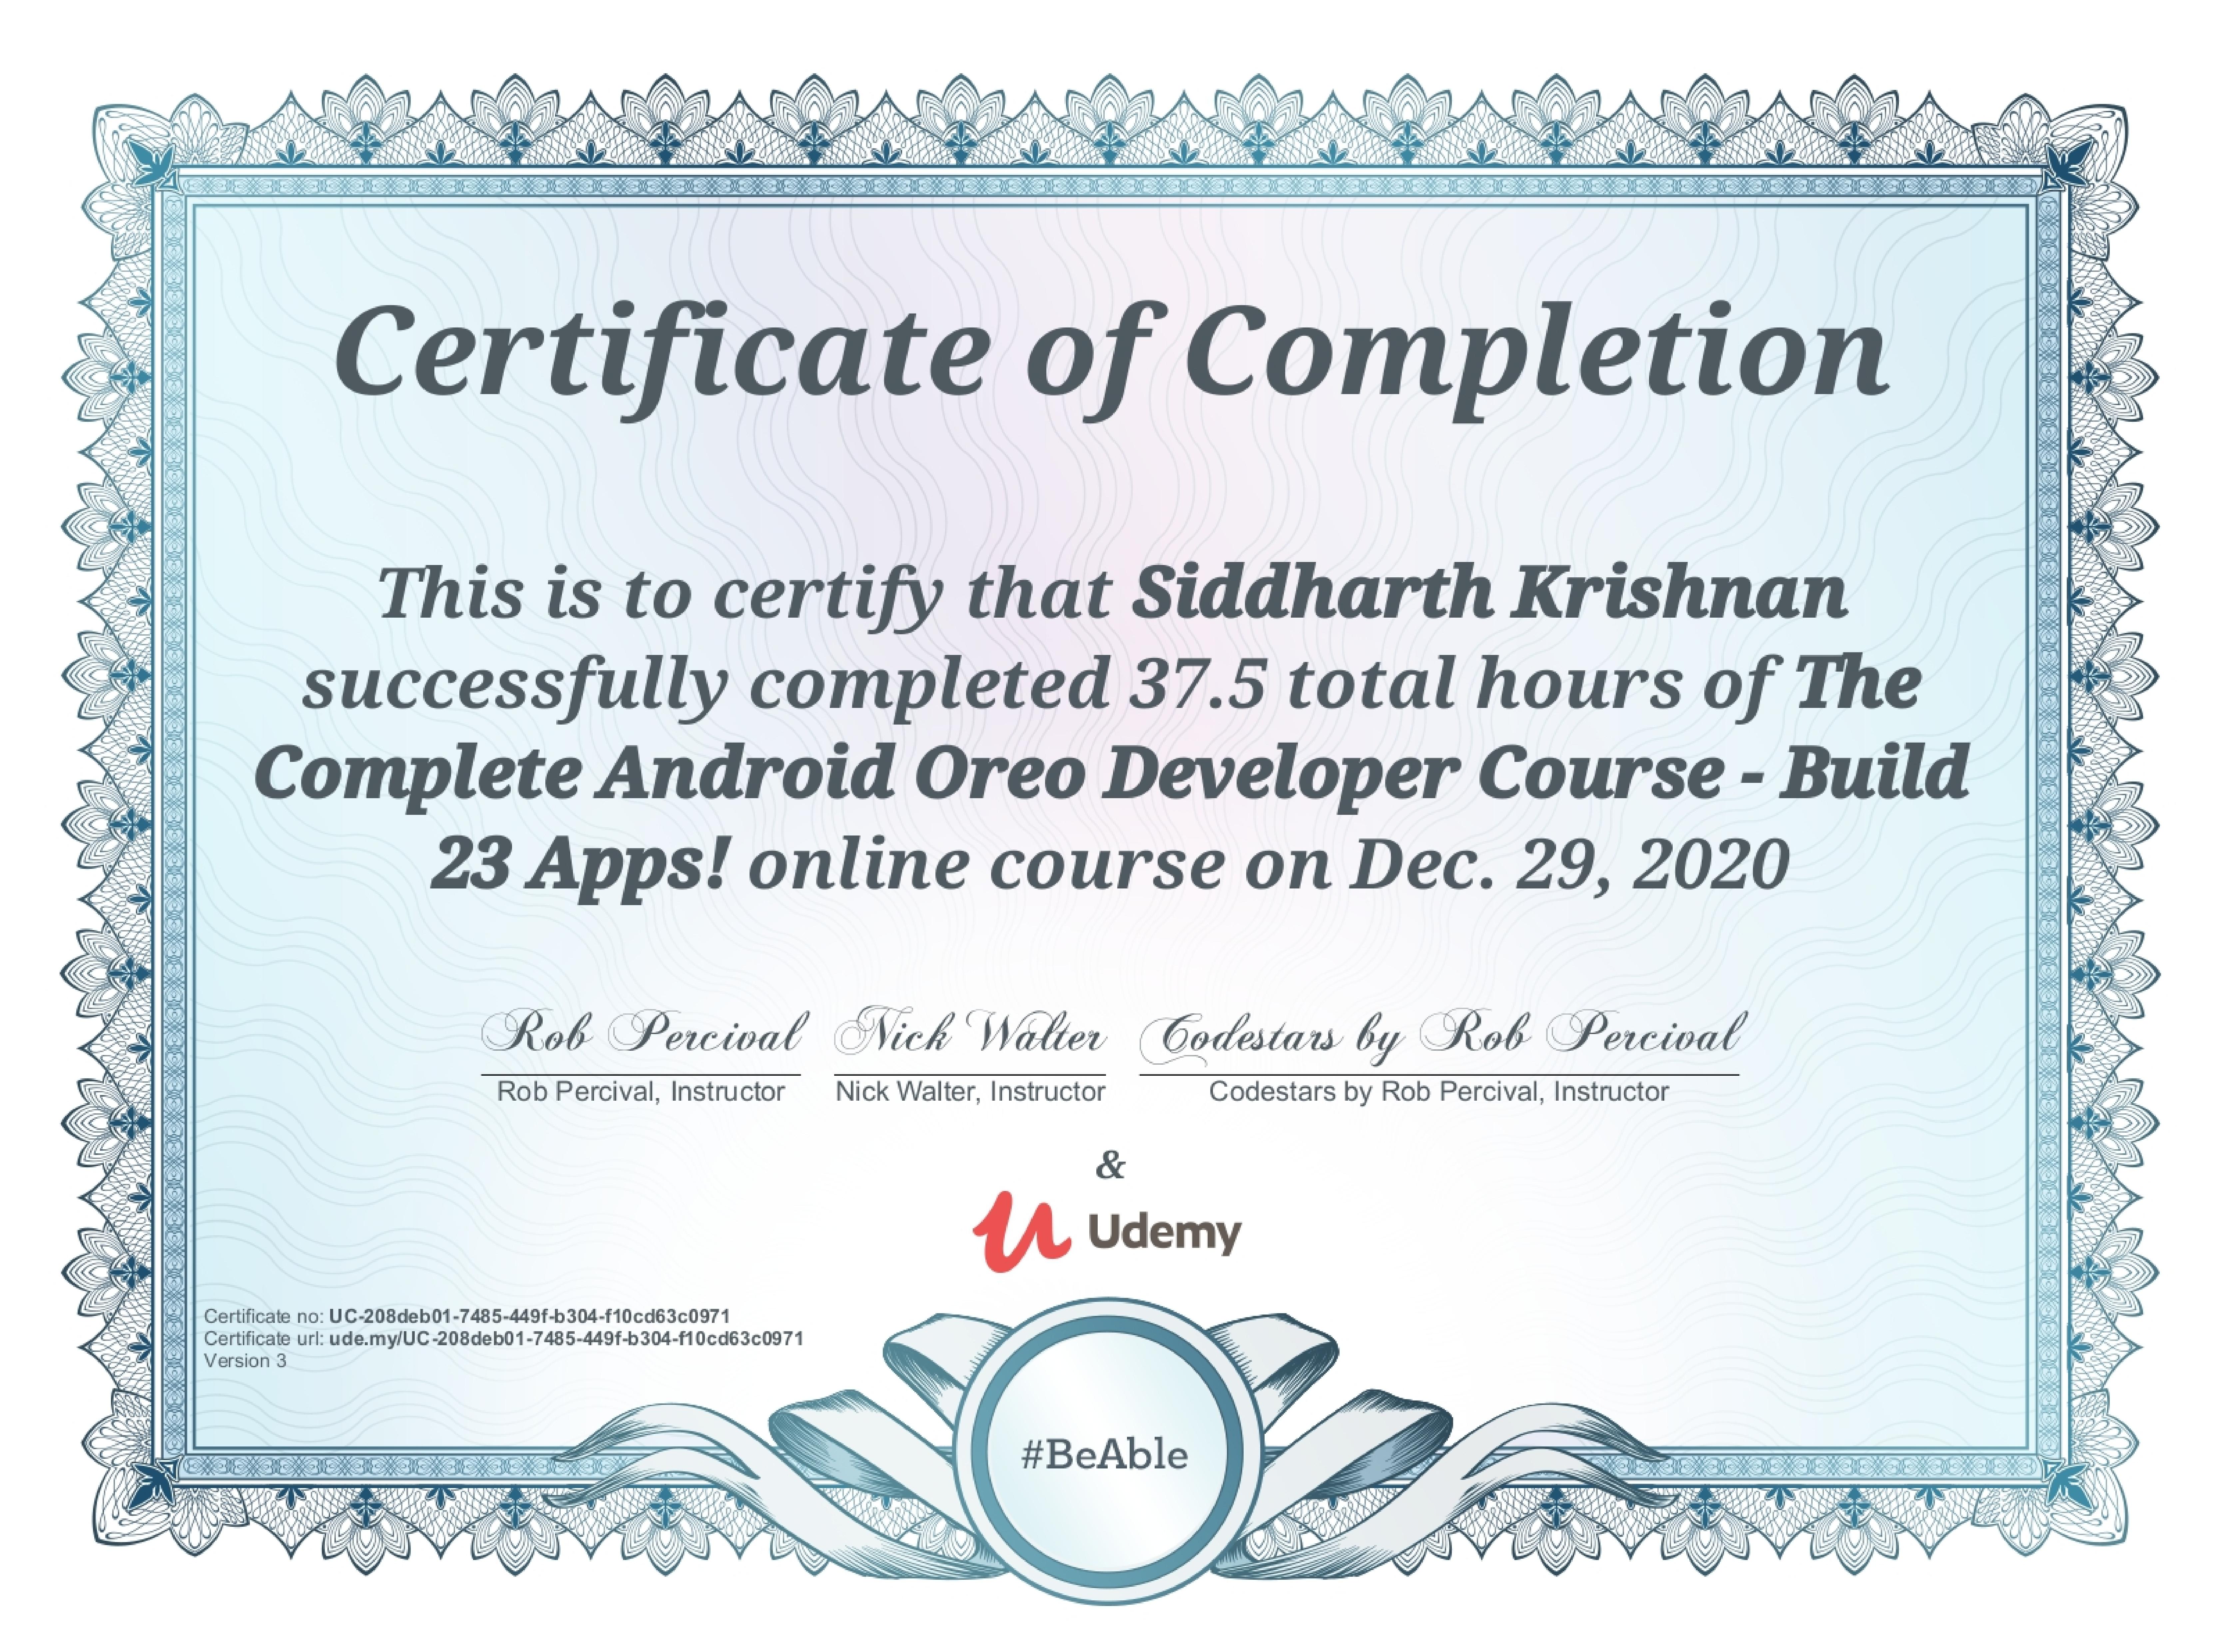 Certificate of Completion
This is to certify that Siddharth Krishnan
successfully completed 37.5 total hours of The
Complete Android Oreo Developer Course - Build
23 Apps! online course on Dec. 29, 2020
Rob Percival Nick Walter Codestars by Rob Percival
Rob Percival, Instructor Nick Walter, Instructor Codestars by Rob Percival, Instructor
&
Udemy
Certificate no: UC-208deb01-7485-449f-b304-f10cd63c0971
Certificate url: ude.my/UC-208deb01-7485-449f-b304-f10cd63c0971
Version 3
#BeAble